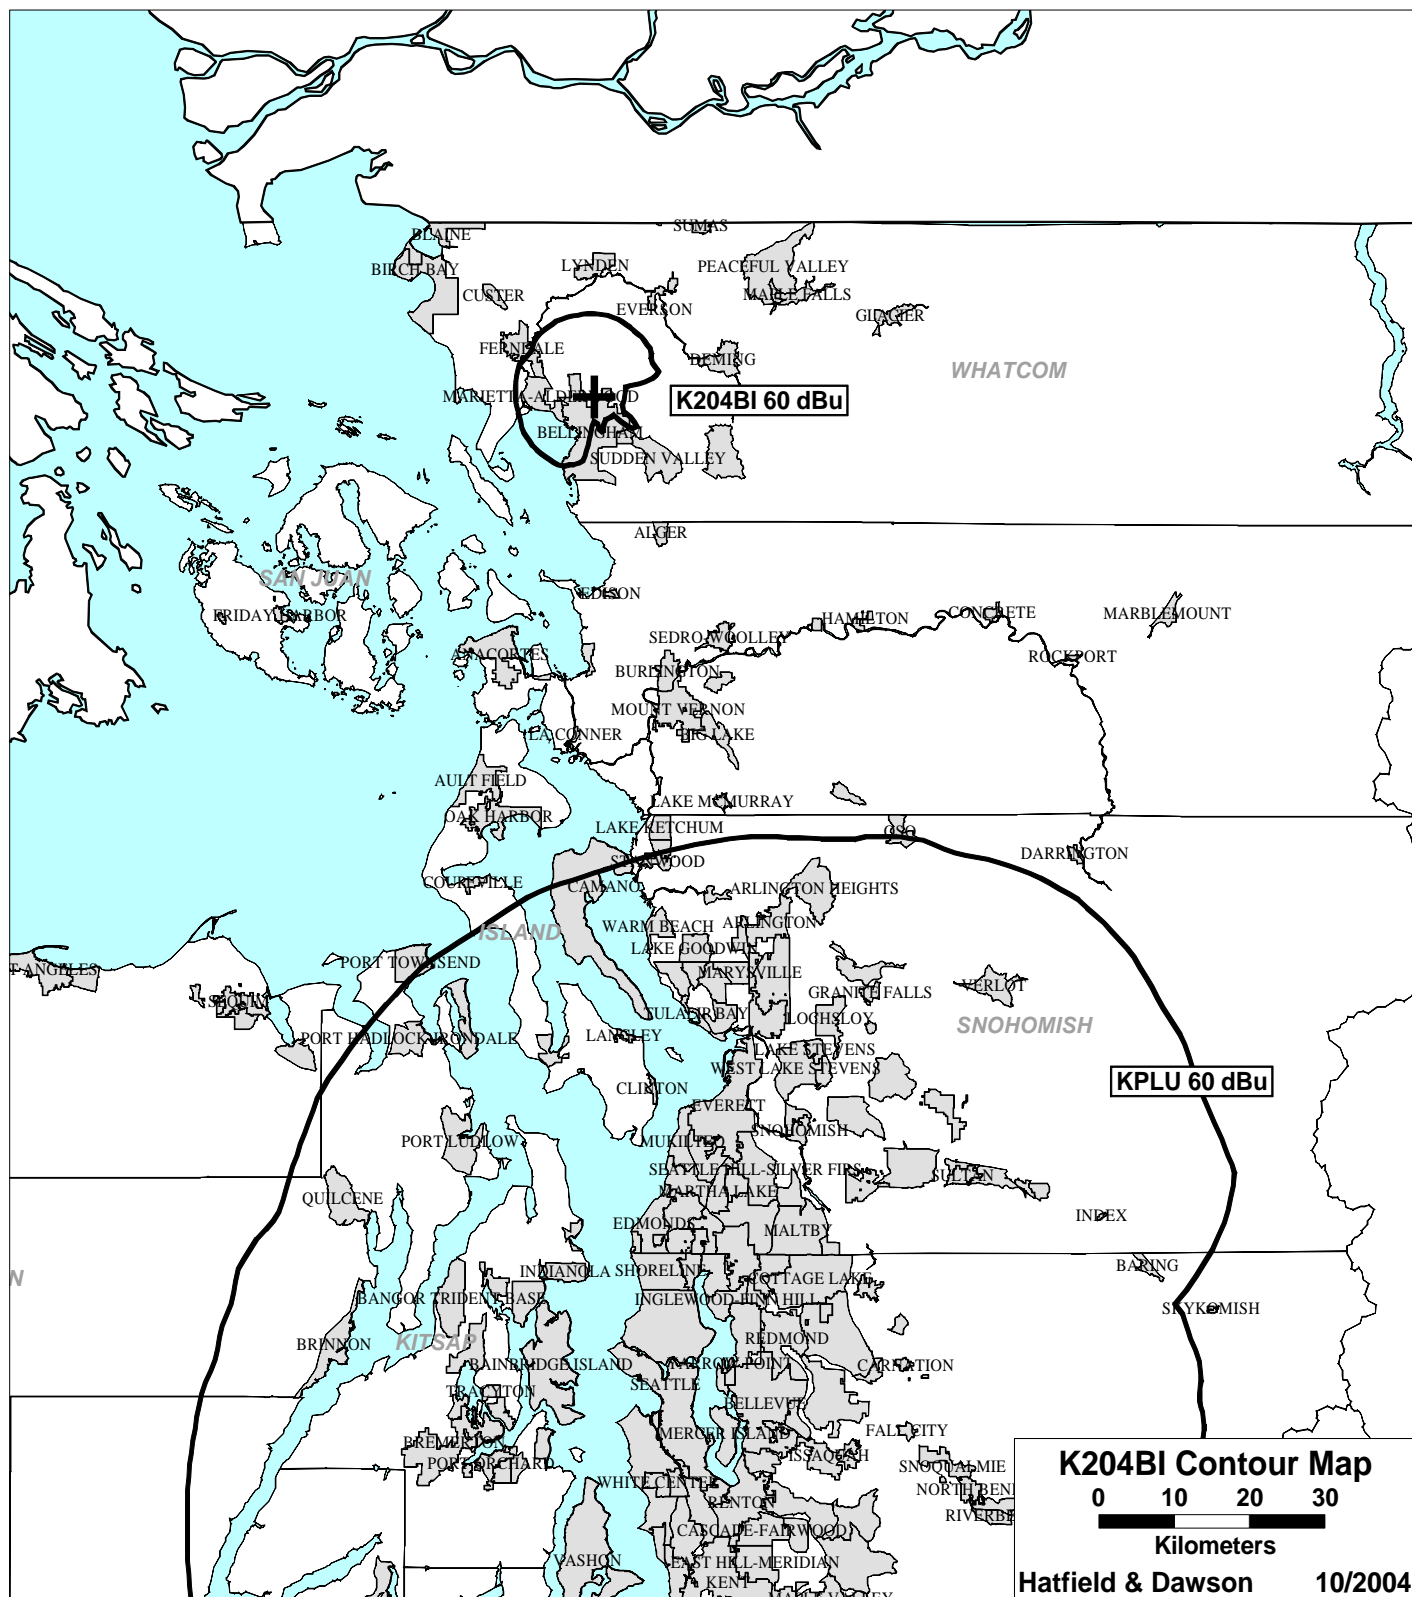 SUMAS
BLAINE
BIRCH BAY
LYNDEN
PEACEFUL VALLEY
CUSTER
MAPLE FALLS
EVERSON
GLACIER
FERNDALE
DEMING
WHATCOM
MARIETTA-ALDERWOOD
K204BI 60 dBu
BELLINGHAM
SUDDEN VALLEY
ALGER
SAN JUAN
EDISON
FRIDAY HARBOR
HAMILTON
CONCRETE
MARBLEMOUNT
SEDRO-WOOLLEY
ANACORTES
ROCKPORT
BURLINGTON
MOUNT VERNON
LA CONNER
BIG LAKE
AULT FIELD
LAKE MCMURRAY
OAK HARBOR
LAKE KETCHUM
OSO
STANWOOD
DARRINGTON
COUPEVILLE
CAMANO
ARLINGTON HEIGHTS
ISLAND
WARM BEACH
ARLINGTON
LAKE GOODWIN
PORT TOWNSEND
T ANGELES
MARYSVILLE
SEQUIM
GRANITE FALLS
VERLOT
TULALIP BAY
LOCHSLOY
SNOHOMISH
PORT HADLOCK-IRONDALE
LANGLEY
LAKE STEVENS
WEST LAKE STEVENS
KPLU 60 dBu
CLINTON
EVERETT
SNOHOMISH
PORT LUDLOW
MUKILTEO
SEATTLE HILL-SILVER FIRS
SULTAN
QUILCENE
MARTHA LAKE
INDEX
EDMONDS
MALTBY
BARING
N
INDIANOLA
SHORELINE
COTTAGE LAKE
BANGOR TRIDENT BASE
INGLEWOOD-FINN HILL
SKYKOMISH
BRINNON
KITSAP
REDMOND
BAINBRIDGE ISLAND
YARROW POINT
CARNATION
TRACYTON
SEATTLE
BELLEVUE
BREMERTON
MERCER ISLAND
FALL CITY
PORT ORCHARD
ISSAQUAH
SNOQUALMIE
WHITE CENTER
NORTH BEN
RENTON
RIVERBE
CASCADE-FAIRWOOD
VASHON
EAST HILL-MERIDIAN
KENT
K204BI Contour Map
0 10 20 30
Kilometers
Hatfield & Dawson 10/2004